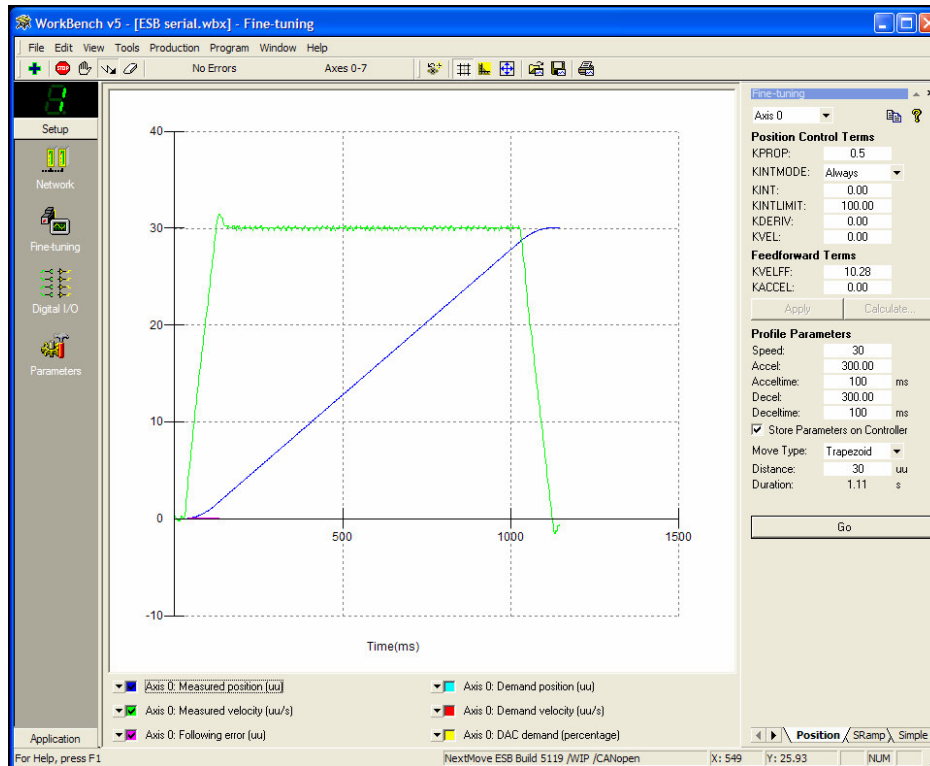 WorkBench v5 - [ESB serial.wbx] - Fine-tuning
File Edit View Tools Production Program Window Help
STOP No Errors Axes 0-7
Setup
Network
Fine-tuning
Digital I/O
Parameters
Application
40
30
20
10
0
-10
500 1000 1500
Time(ms)
Axis 0: Measured position (uu) Axis 0: Demand position (uu)
Axis 0: Measured velocity (uu/s) Axis 0: Demand velocity (uu/s)
Axis 0: Following error (uu) Axis 0: DAC demand (percentage)
Fine-tuning
Axis 0
Position Control Terms
KPROP: 0.5
KINTMODE: Always
KINT: 0.00
KINTLIMIT: 100.00
KDERIV: 0.00
KVEL: 0.00
Feedforward Terms
KVELFF: 10.28
KACCEL: 0.00
Apply Calculate...
Profile Parameters
Speed: 30
Accel: 300.00
Acceltime: 100 ms
Decel: 300.00
Deceltime: 100 ms
Store Parameters on Controller
Move Type: Trapezoid
Distance: 30 uu
Duration: 1.11 s
Go
Position SRamp Simple
For Help, press F1 NextMove ESB Build 5119 /WIP /CANopen X: 549 Y: 25.93 NUM